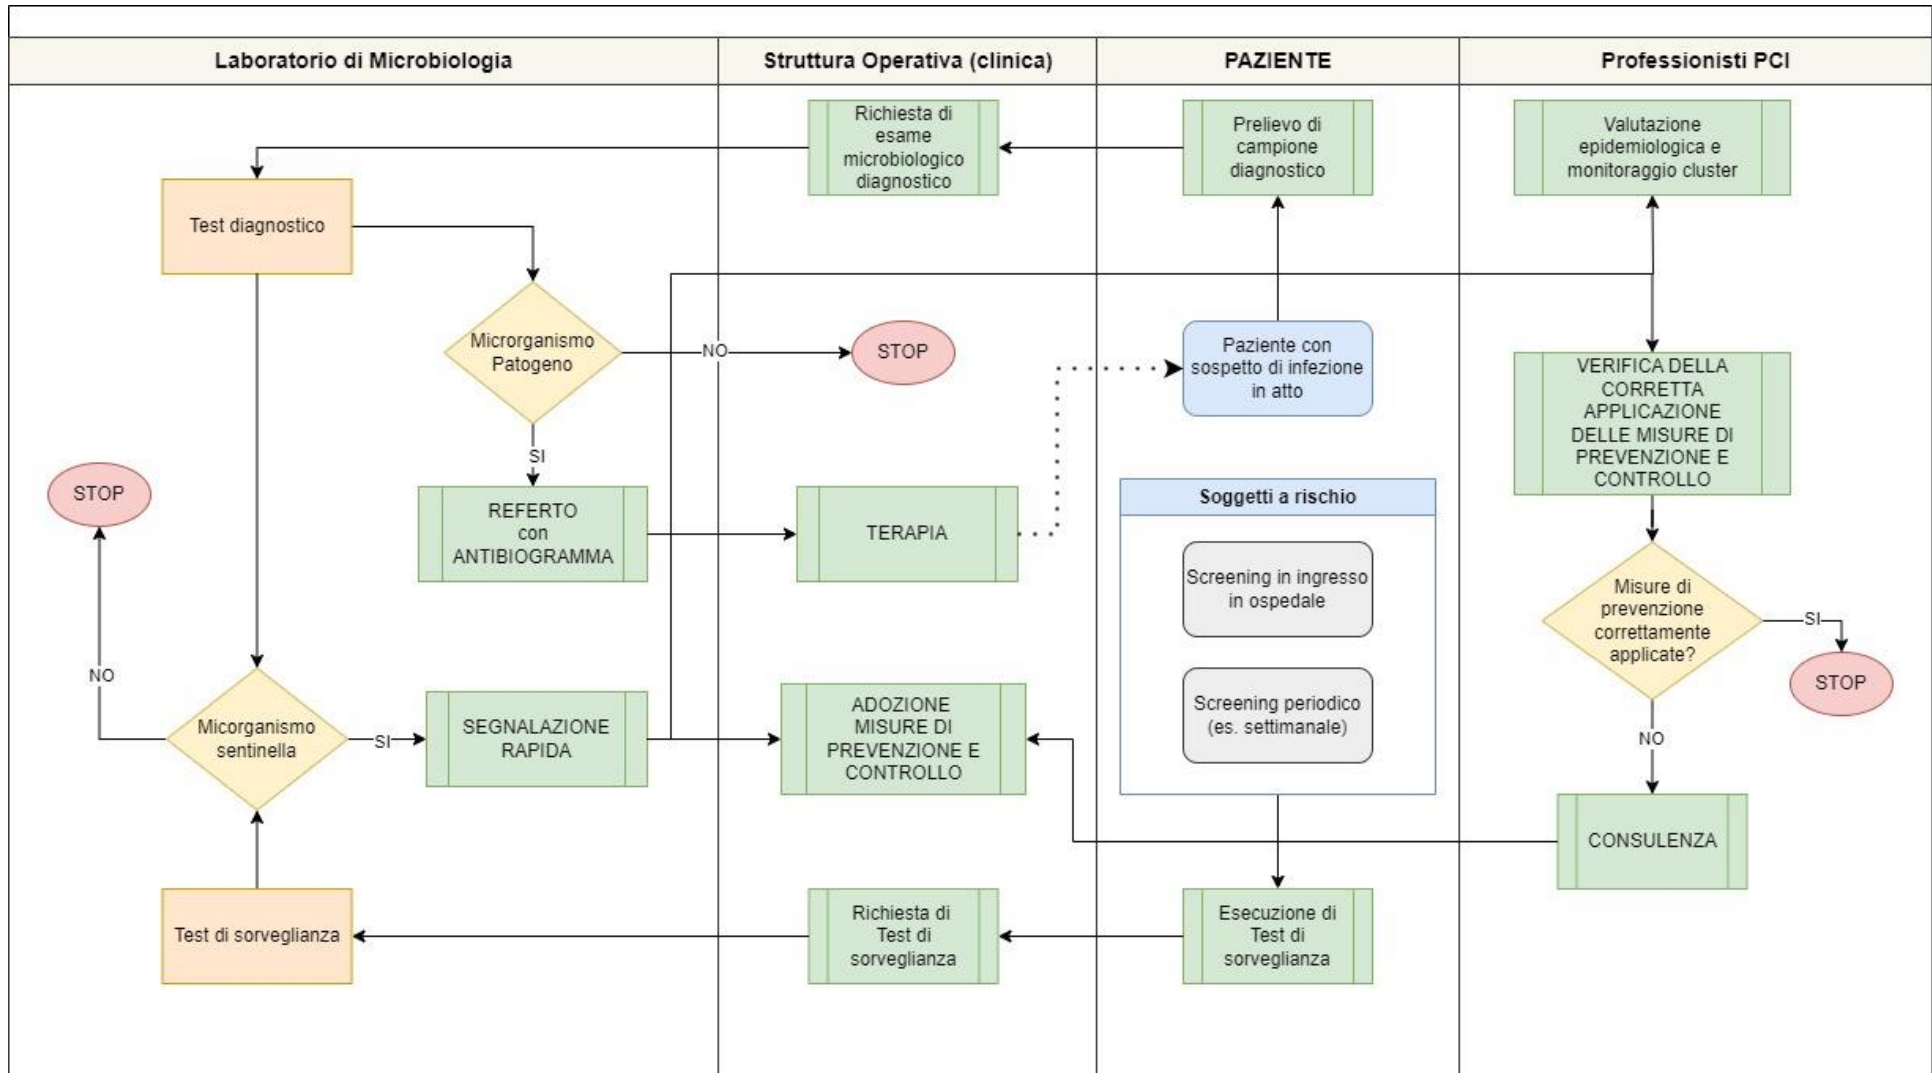 Laboratorio di Microbiologia
Struttura Operativa (clinica)
PAZIENTE
Professionisti PCI
Richiesta di
esame
microbiologico
diagnostico
Prelievo di
campione
diagnostico
Valutazione
epidemiologica e
monitoraggio cluster
Test diagnostico
Microrganismo
Patogeno
NO
STOP
Paziente con
sospetto di infezione
in atto
VERIFICA DELLA
CORRETTA
APPLICAZIONE
DELLE MISURE DI
PREVENZIONE E
CONTROLLO
SI
STOP
REFERTO
con
ANTIBIOGRAMMA
TERAPIA
Soggetti a rischio
Screening in ingresso
in ospedale
Misure di
prevenzione
correttamente
applicate?
SI
STOP
NO
Micorganismo
sentinella
SI
SEGNALAZIONE
RAPIDA
ADOZIONE
MISURE DI
PREVENZIONE E
CONTROLLO
Screening periodico
(es. settimanale)
NO
CONSULENZA
Test di sorveglianza
Richiesta di
Test di
sorveglianza
Esecuzione di
Test di
sorveglianza